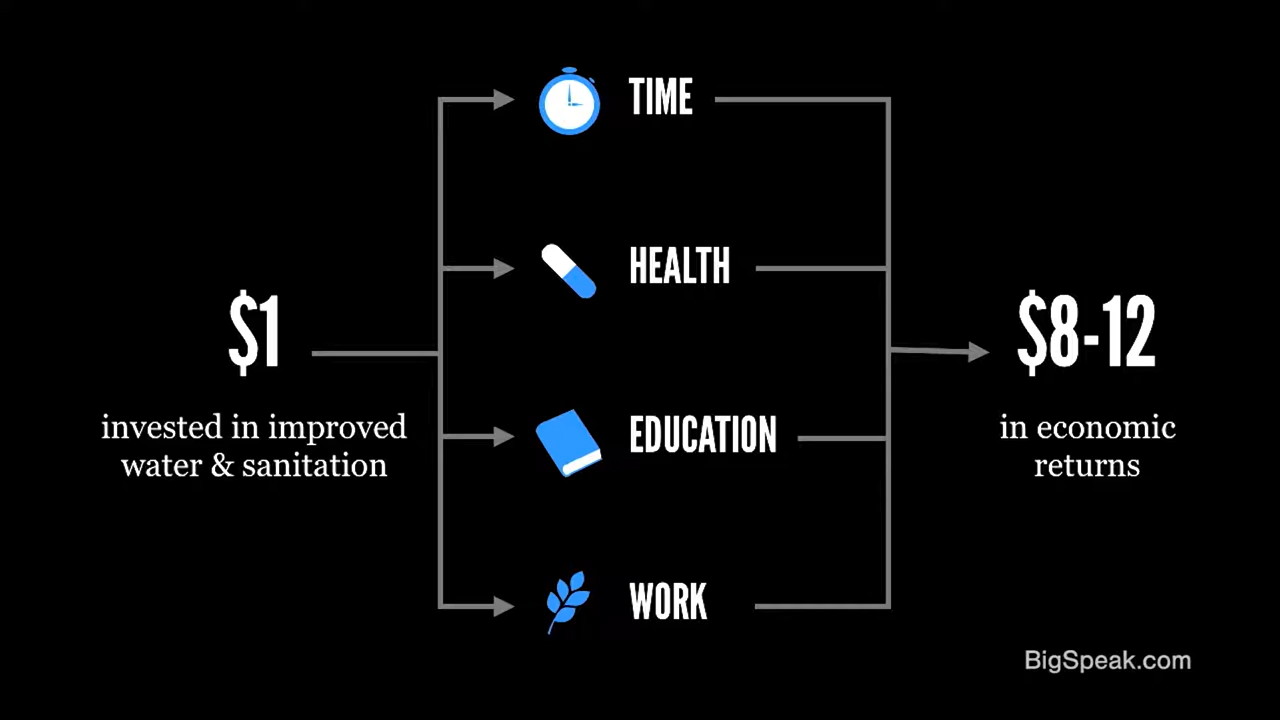 TIME
HEALTH
$1
invested in improved
water & sanitation
EDUCATION
WORK
$8-12
in economic
returns
BigSpeak.com